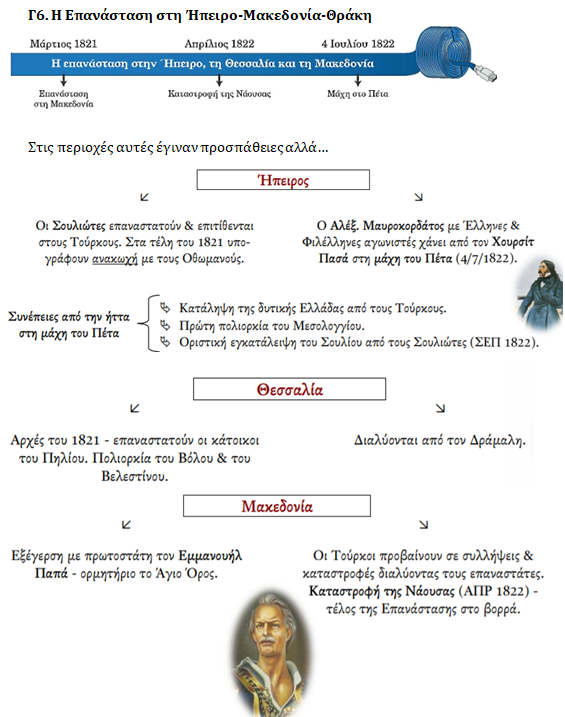 Γ6. Η Επανάσταση στη Ήπειρο-Μακεδονία-Θράκη
Μάρτιος 1821 Απρίλιος 1822 4 Ιουλίου 1822
Η επανάσταση στην Ήπειρο, τη Θεσσαλία και τη Μακεδονία
Επανάσταση Καταστροφή της Νάουσας Μάχη στο Πέτα
στη Μακεδονία
Στις περιοχές αυτές έγιναν προσπάθειες αλλά…
Ήπειρος
Οι Σουλιώτες επαναστατούν & επιτίθενται
στους Τούρκους. Στα τέλη του 1821 υπο-
γράφουν ανακωχή με τους Οθωμανούς.
Ο Αλέξ. Μαυροκορδάτος με Έλληνες &
Φιλέλληνες αγωνιστές χάνει από τον Χουρσίτ
Πασά στη μάχη του Πέτα (4/7/1822).
Συνέπειες από την ήττα
στη μάχη του Πέτα
Κατάληψη της δυτικής Ελλάδας από τους Τούρκους.
Πρώτη πολιορκία του Μεσολογγίου.
Οριστική εγκατάλειψη του Σουλίου από τους Σουλιώτες (ΣΕΠ 1822).
Θεσσαλία
Αρχές του 1821 - επαναστατούν οι κάτοικοι
του Πηλίου. Πολιορκία του Βόλου & του
Βελεστίνου.
Διαλύονται από τον Δράμαλη.
Μακεδονία
Εξέγερση με πρωτοστάτη τον Εμμανουήλ
Παπά - ορμητήριο το Άγιο Όρος.
Οι Τούρκοι προβαίνουν σε συλλήψεις &
καταστροφές διαλύοντας τους επαναστάτες.
Καταστροφή της Νάουσας (ΑΠΡ 1822) -
τέλος της Επανάστασης στο βορρά.